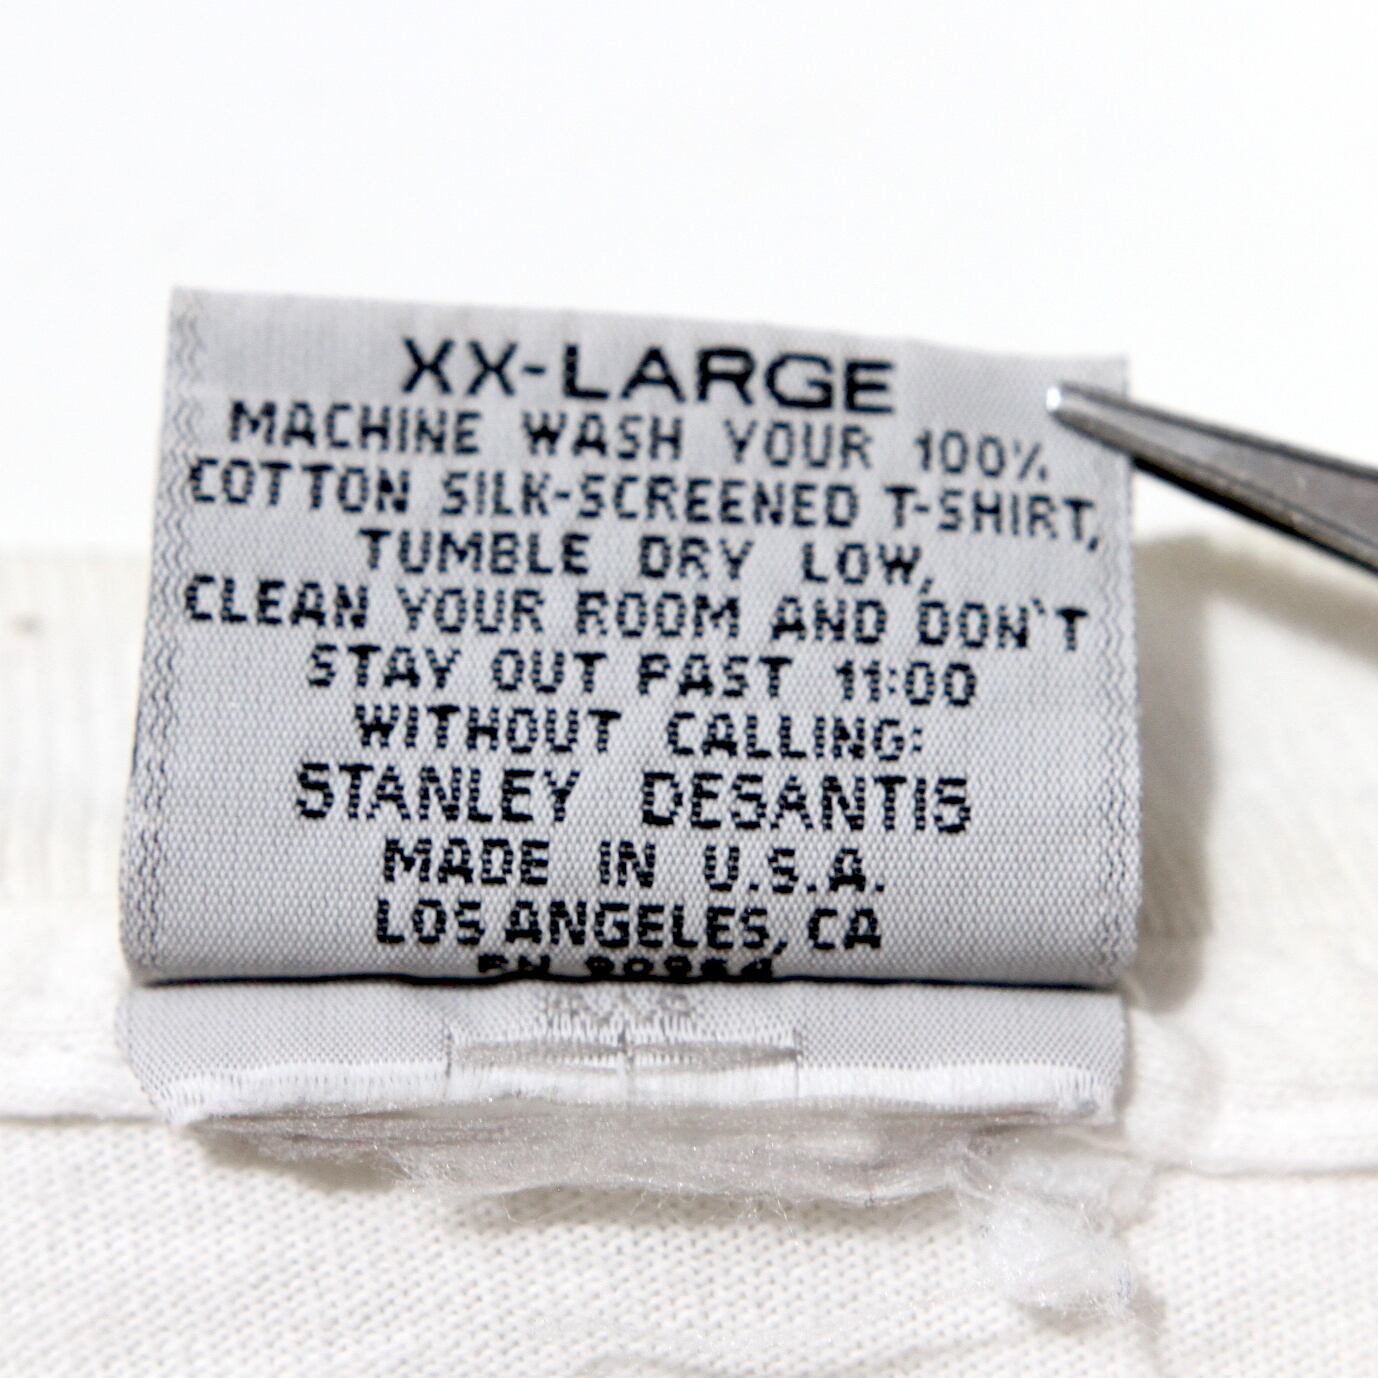 XX-LARGE
MACHINE WASH YOUR 100%
COTTON SILK-SCREENED T-SHIRT,
TUMBLE DRY LOW,
CLEAN YOUR ROOM AND DON'T
STAY OUT PAST 11:00
WITHOUT CALLING:
STANLEY DESANTIS
MADE IN U.S.A.
LOS ANGELES, CA